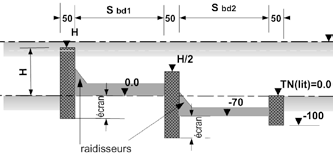 50 S bd1 50 S bd2 50
H
H/2
H
0.0 TN(lit)=0.0
-70
-100
écran
écran
raidisseurs